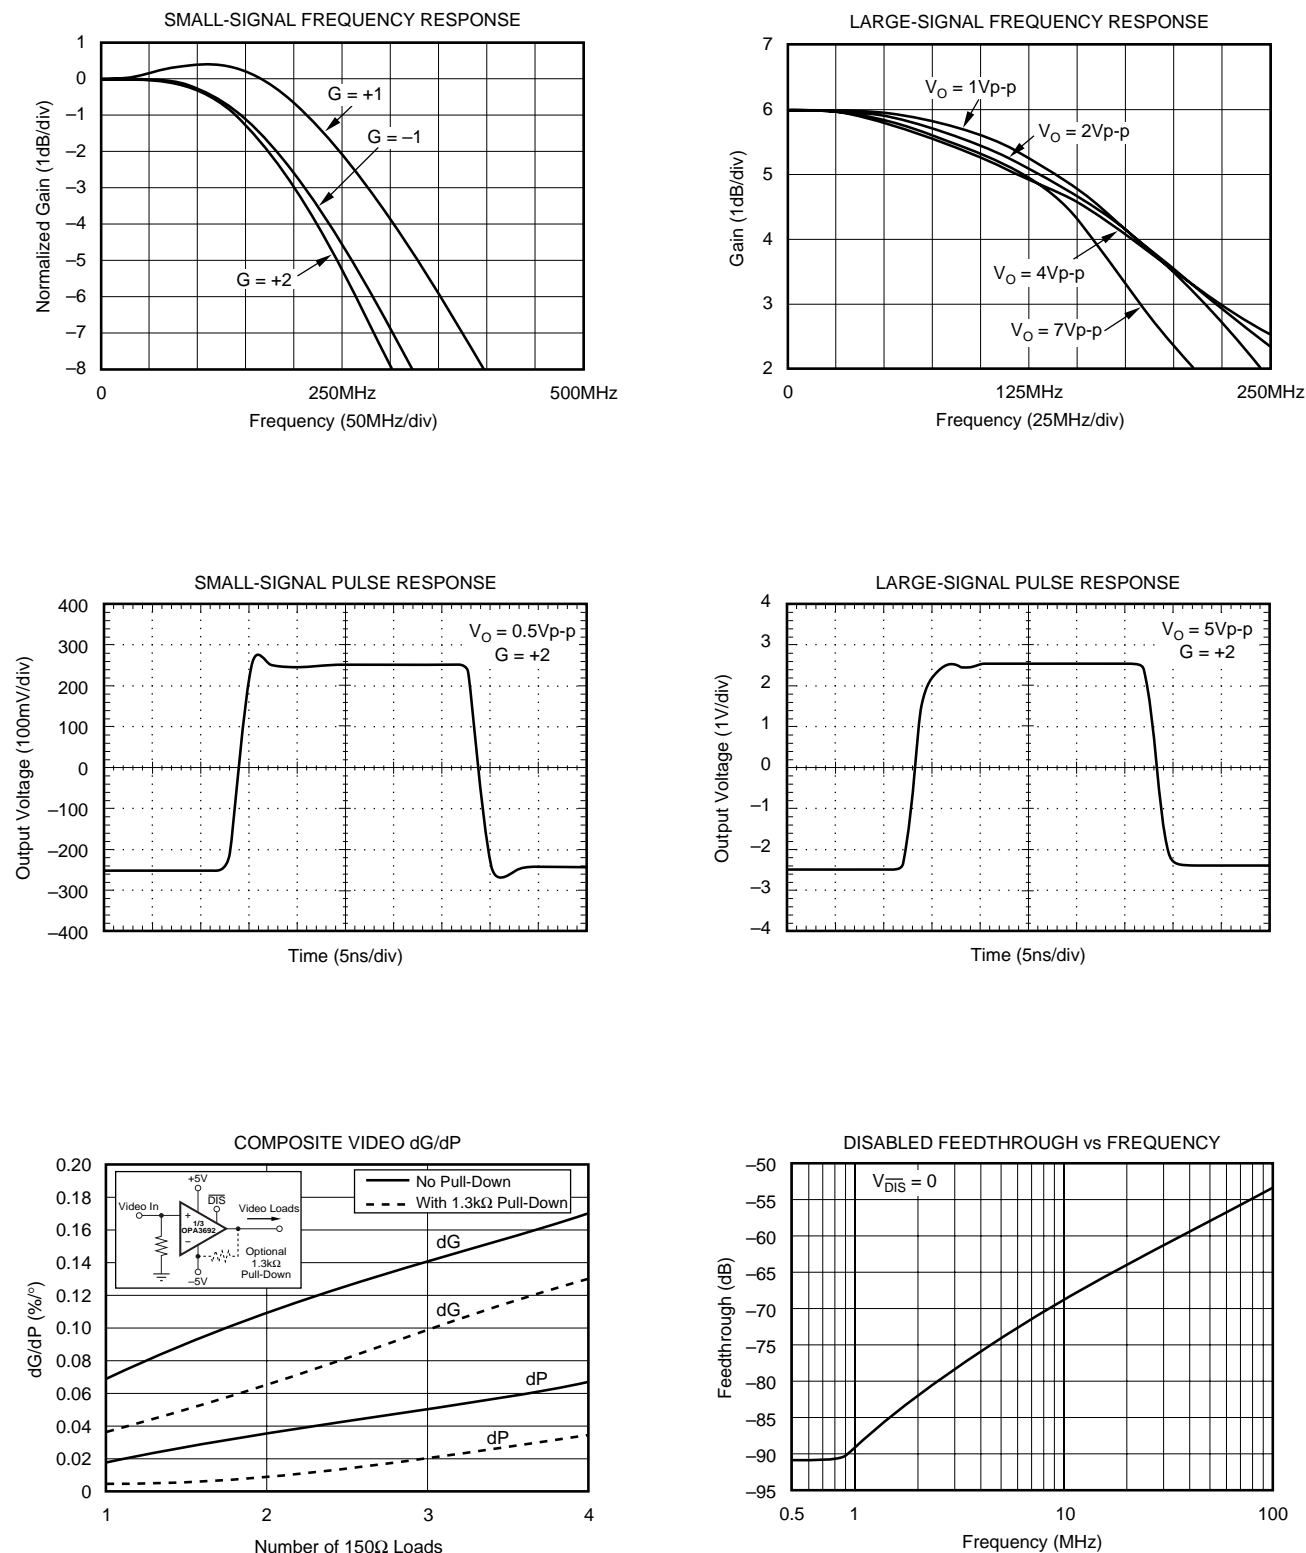 SMALL-SIGNAL FREQUENCY RESPONSE
1
0
–1
–2
–3
–4
–5
–6
–7
–8
Normalized Gain (1dB/div)
G = +1
G = –1
G = +2
0
250MHz
500MHz
Frequency (50MHz/div)
LARGE-SIGNAL FREQUENCY RESPONSE
7
6
5
4
3
2
Gain (1dB/div)
VO = 1Vp-p
VO = 2Vp-p
VO = 4Vp-p
VO = 7Vp-p
0
125MHz
250MHz
Frequency (25MHz/div)
SMALL-SIGNAL PULSE RESPONSE
400
300
200
100
0
–100
–200
–300
–400
Output Voltage (100mV/div)
VO = 0.5Vp-p
G = +2
Time (5ns/div)
LARGE-SIGNAL PULSE RESPONSE
4
3
2
1
0
–1
–2
–3
–4
Output Voltage (1V/div)
VO = 5Vp-p
G = +2
Time (5ns/div)
COMPOSITE VIDEO dG/dP
0.20
0.18
0.16
0.14
0.12
0.10
0.08
0.06
0.04
0.02
0
dG/dP (%/°)
+5V
DIS
Video In
Video Loads
+
1/3
OPA3692
–
Optional
1.3kΩ
Pull-Down
–5V
No Pull-Down
With 1.3kΩ Pull-Down
dG
dG
dP
dP
1
2
3
4
Number of 150Ω Loads
DISABLED FEEDTHROUGH vs FREQUENCY
–50
–55
–60
–65
–70
–75
–80
–85
–90
–95
Feedthrough (dB)
VDIS = 0
0.5
1
10
100
Frequency (MHz)